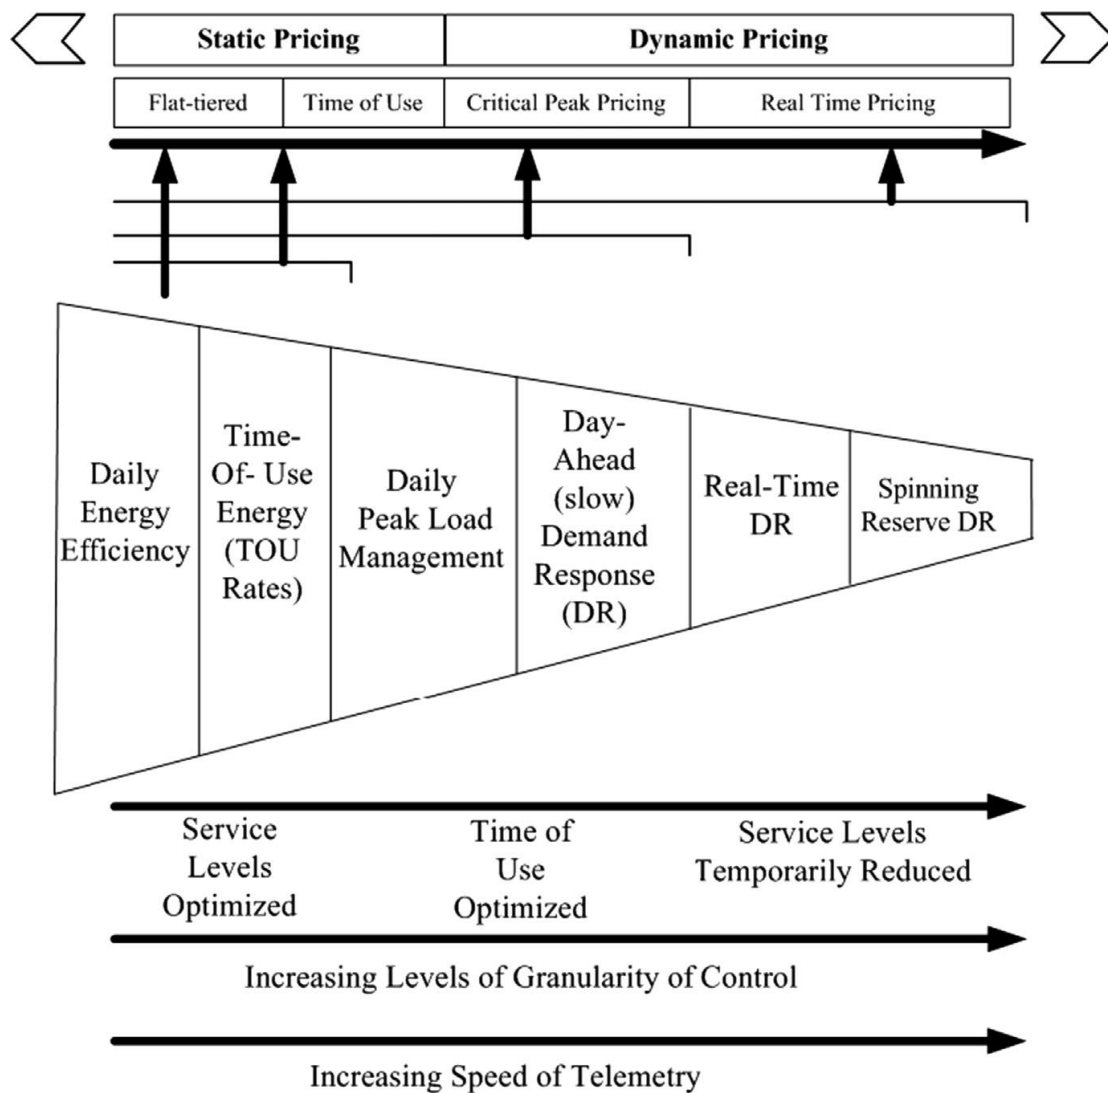 Static Pricing
Dynamic Pricing
Flat-tiered
Time of Use
Critical Peak Pricing
Real Time Pricing
Daily
Energy
Efficiency
Time-
Of- Use
Energy
(TOU
Rates)
Daily
Peak Load
Management
Day-
Ahead
(slow)
Demand
Response
(DR)
Real-Time
DR
Spinning
Reserve DR
Service
Levels
Optimized
Time of
Use
Optimized
Service Levels
Temporarily Reduced
Increasing Levels of Granularity of Control
Increasing Speed of Telemetry